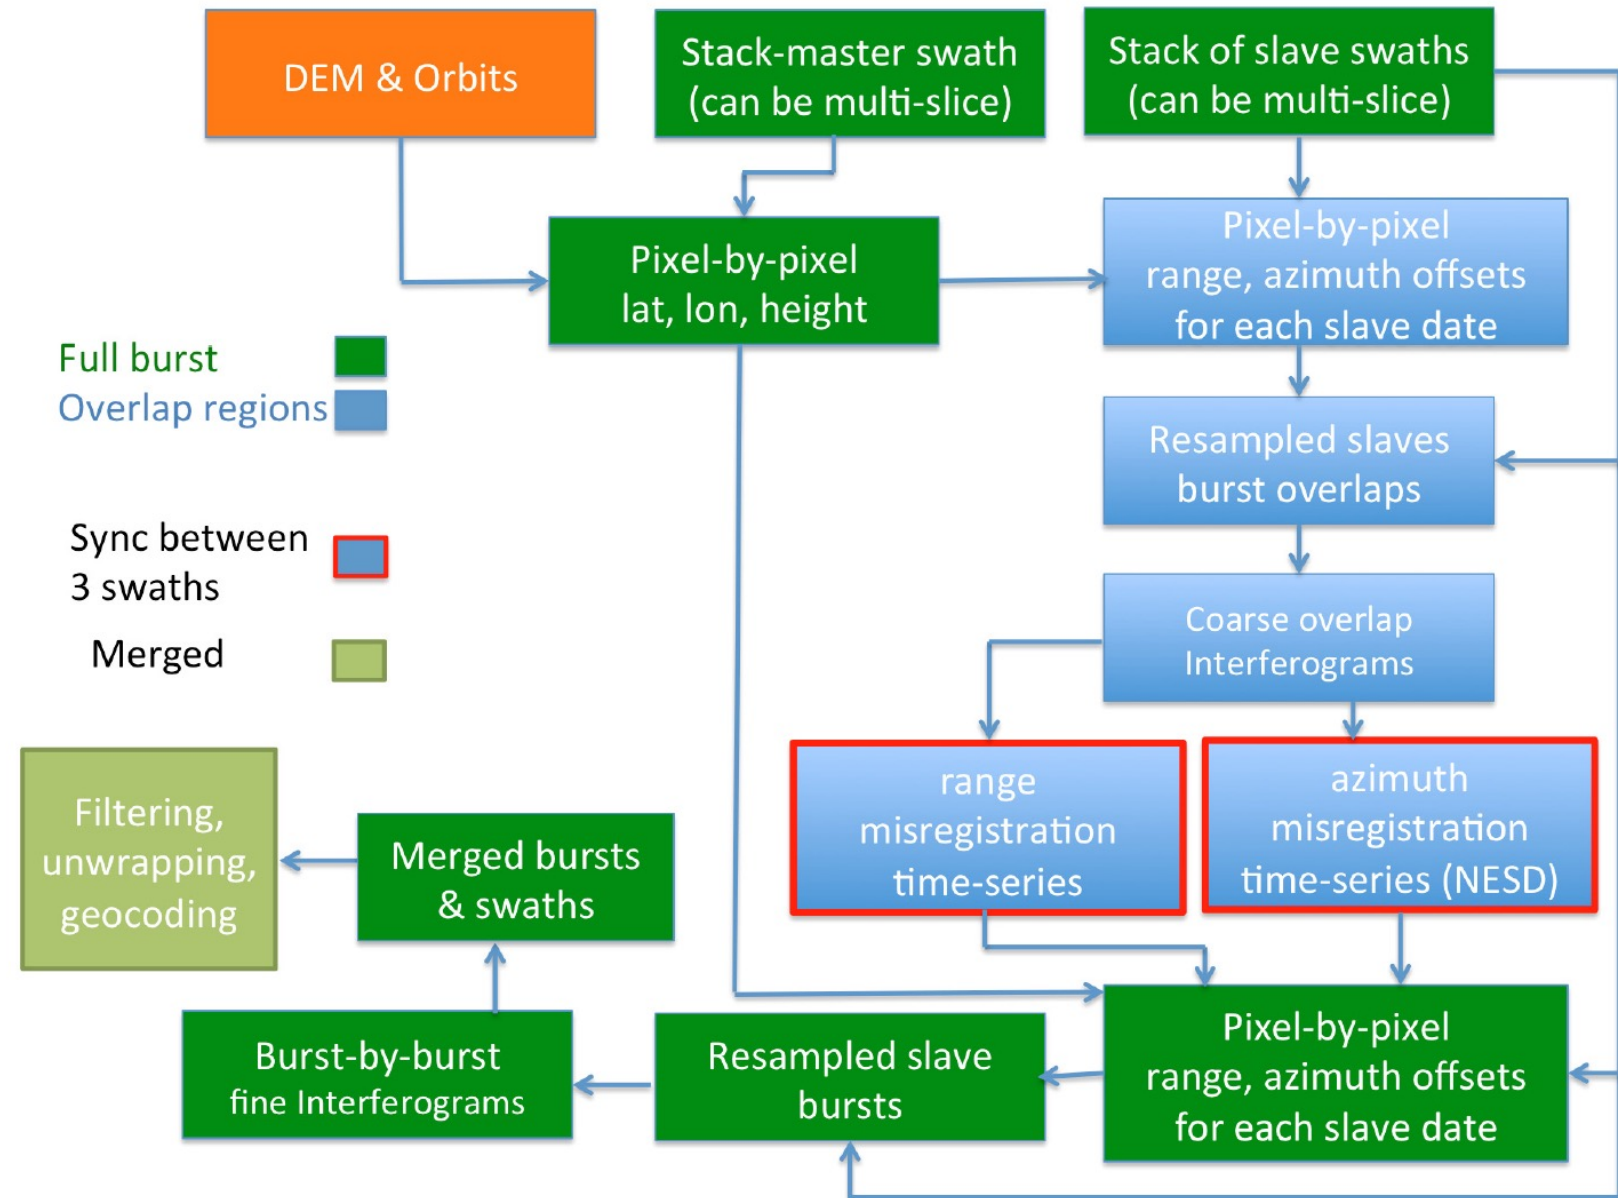 DEM & Orbits
Stack-master swath
(can be multi-slice)
Stack of slave swaths
(can be multi-slice)
Pixel-by-pixel
lat, lon, height
Pixel-by-pixel
range, azimuth offsets
for each slave date
Full burst
Overlap regions
Resampled slaves
burst overlaps
Sync between
3 swaths
Merged
Coarse overlap
Interferograms
range
misregistration
time-series
azimuth
misregistration
time-series (NESD)
Filtering,
unwrapping,
geocoding
Merged bursts
& swaths
Burst-by-burst
fine Interferograms
Resampled slave
bursts
Pixel-by-pixel
range, azimuth offsets
for each slave date